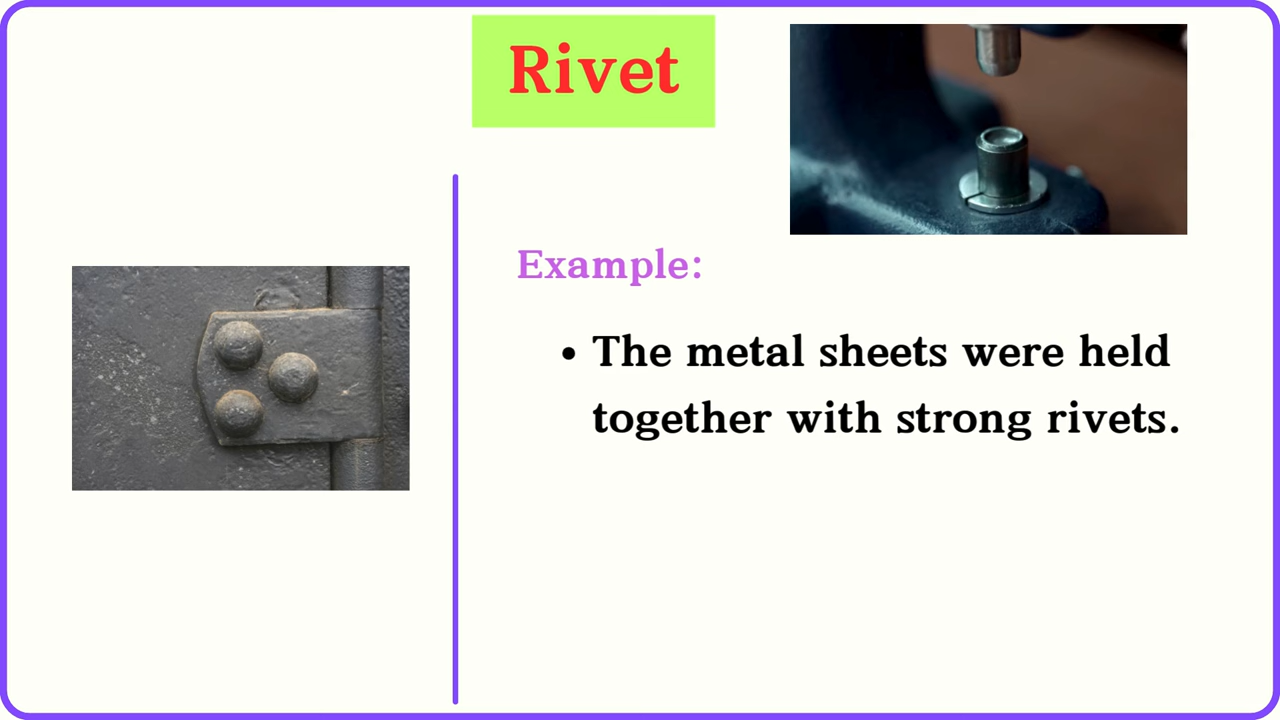 Rivet
Example:
• The metal sheets were held
together with strong rivets.